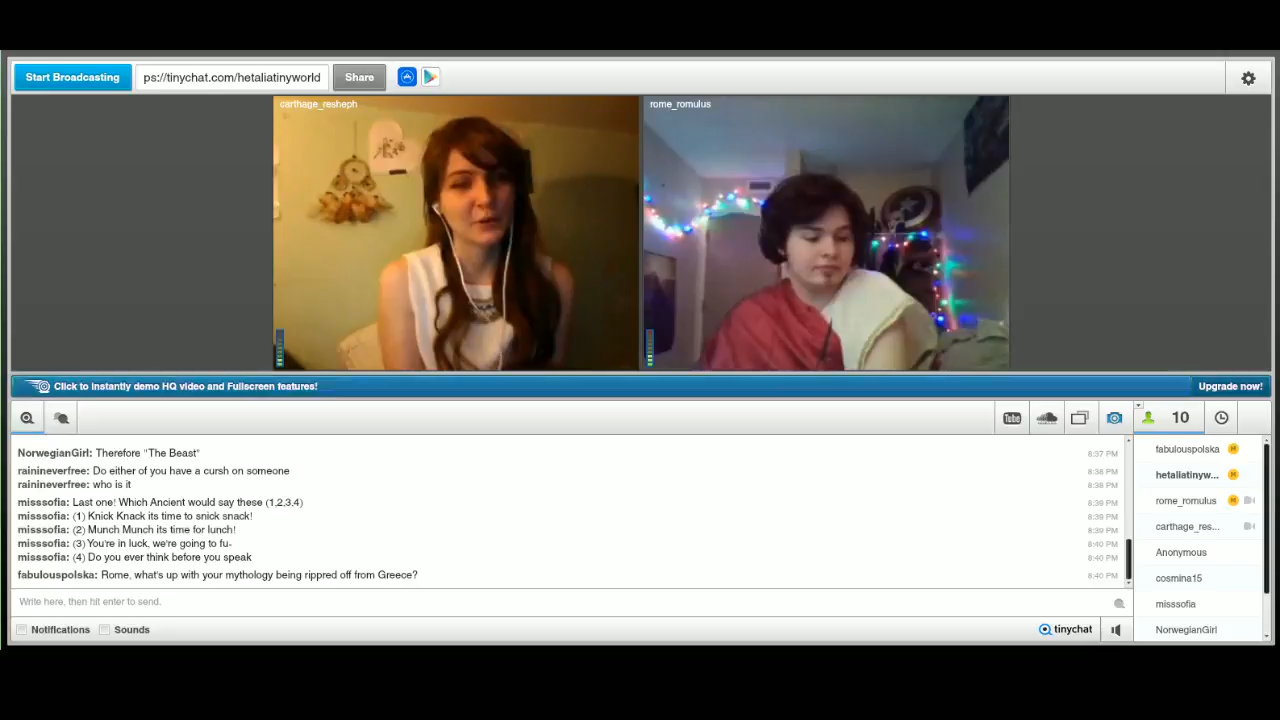 Start Broadcasting
ps://tinychat.com/hetaliatinyworld
Share
carthage_resheph
rome_romulus
Click to instantly demo HQ video and Fullscreen features!
Upgrade now!
You Tube
10
NorwegianGirl: Therefore "The Beast"
8:37 PM
rainineverfree: Do either of you have a cursh on someone
8:38 PM
rainineverfree: who is it
8:38 PM
misssofia: Last one! Which Ancient would say these (1,2,3,4)
8:39 PM
misssofia: (1) Knick Knack its time to snick snack!
8:39 PM
misssofia: (2) Munch Munch its time for lunch!
8:39 PM
misssofia: (3) You're in luck, we're going to fu-
8:40 PM
misssofia: (4) Do you ever think before you speak
8:40 PM
fabulouspolska: Rome, what's up with your mythology being rippred off from Greece?
8:40 PM
Write here, then hit enter to send.
Notifications
Sounds
tinychat
fabulouspolska M
hetaliatinyw... M
rome_romulus M
carthage_res...
Anonymous
cosmina15
misssofia
NorwegianGirl